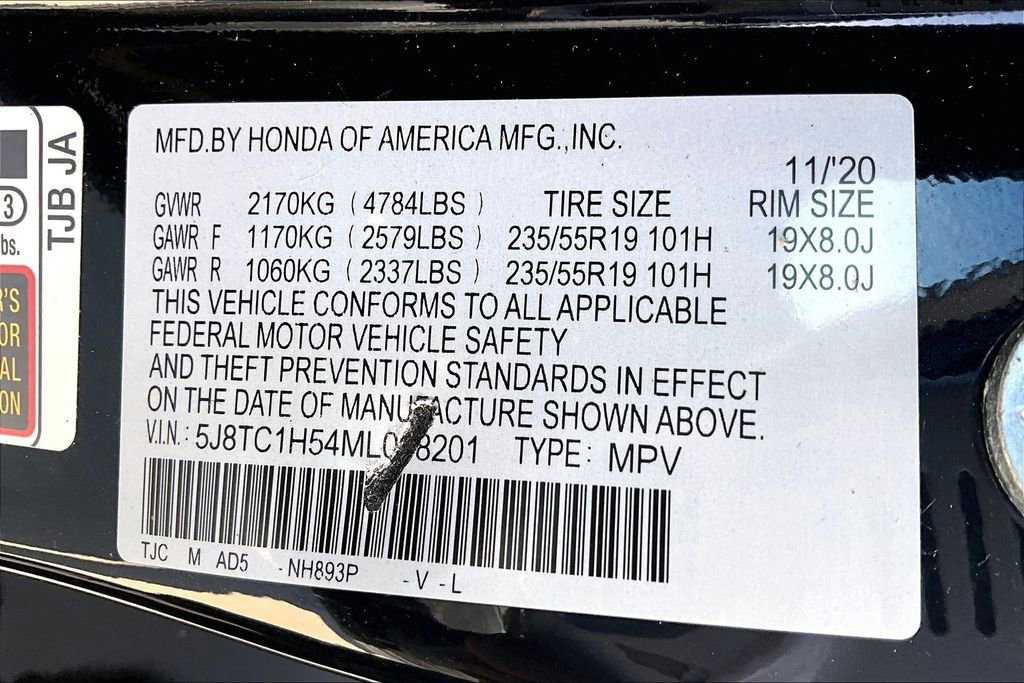 TJB JA
3
lbs.
MFD.BY HONDA OF AMERICA MFG.,INC.
11/'20
GVWR 2170KG (4784LBS) TIRE SIZE RIM SIZE
GAWR F 1170KG (2579LBS) 235/55R19 101H 19X8.0J
GAWR R 1060KG (2337LBS) 235/55R19 101H 19X8.0J
THIS VEHICLE CONFORMS TO ALL APPLICABLE
FEDERAL MOTOR VEHICLE SAFETY
AND THEFT PREVENTION STANDARDS IN EFFECT
ON THE DATE OF MANUFACTURE SHOWN ABOVE.
V.I.N.: TYPE: MPV
TJC M AD5 -NH893P -V -L